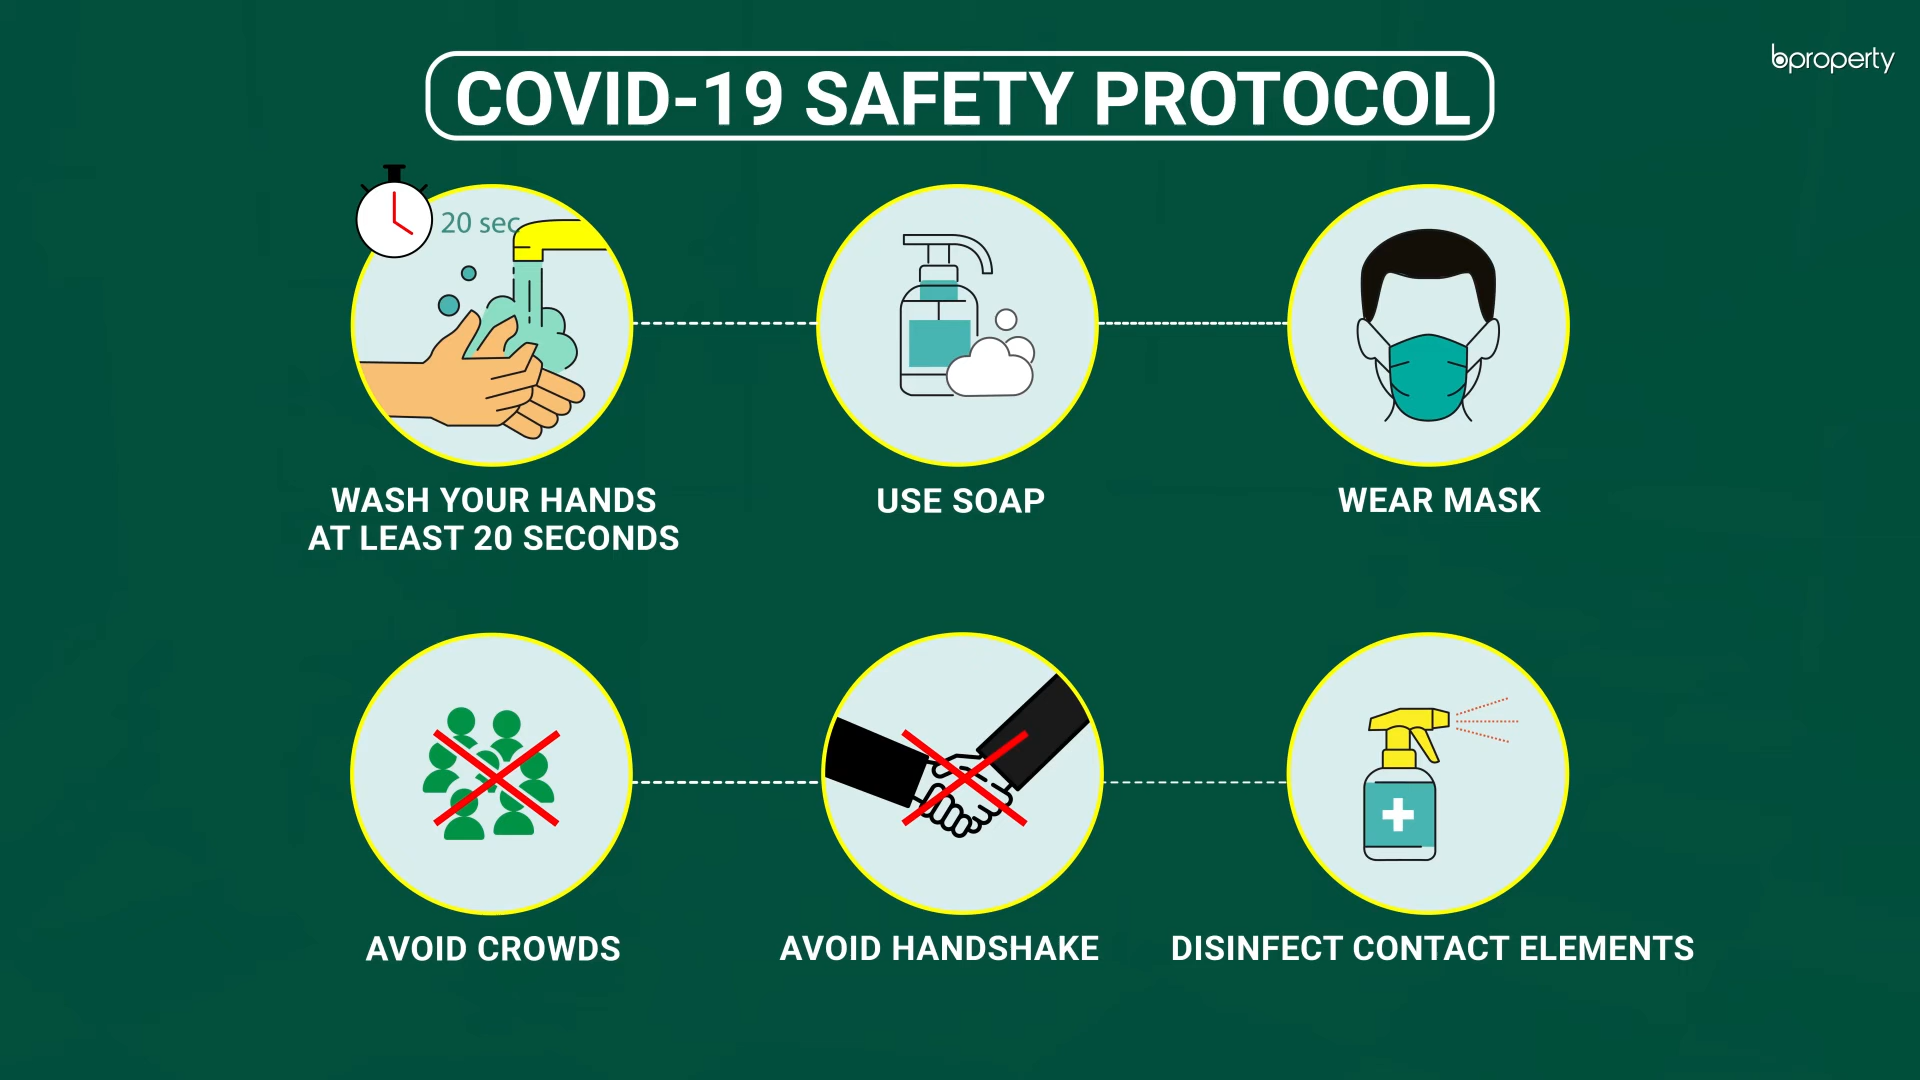 bproperty
COVID-19 SAFETY PROTOCOL
20 sec
WASH YOUR HANDS
AT LEAST 20 SECONDS
USE SOAP
WEAR MASK
AVOID CROWDS
AVOID HANDSHAKE
DISINFECT CONTACT ELEMENTS